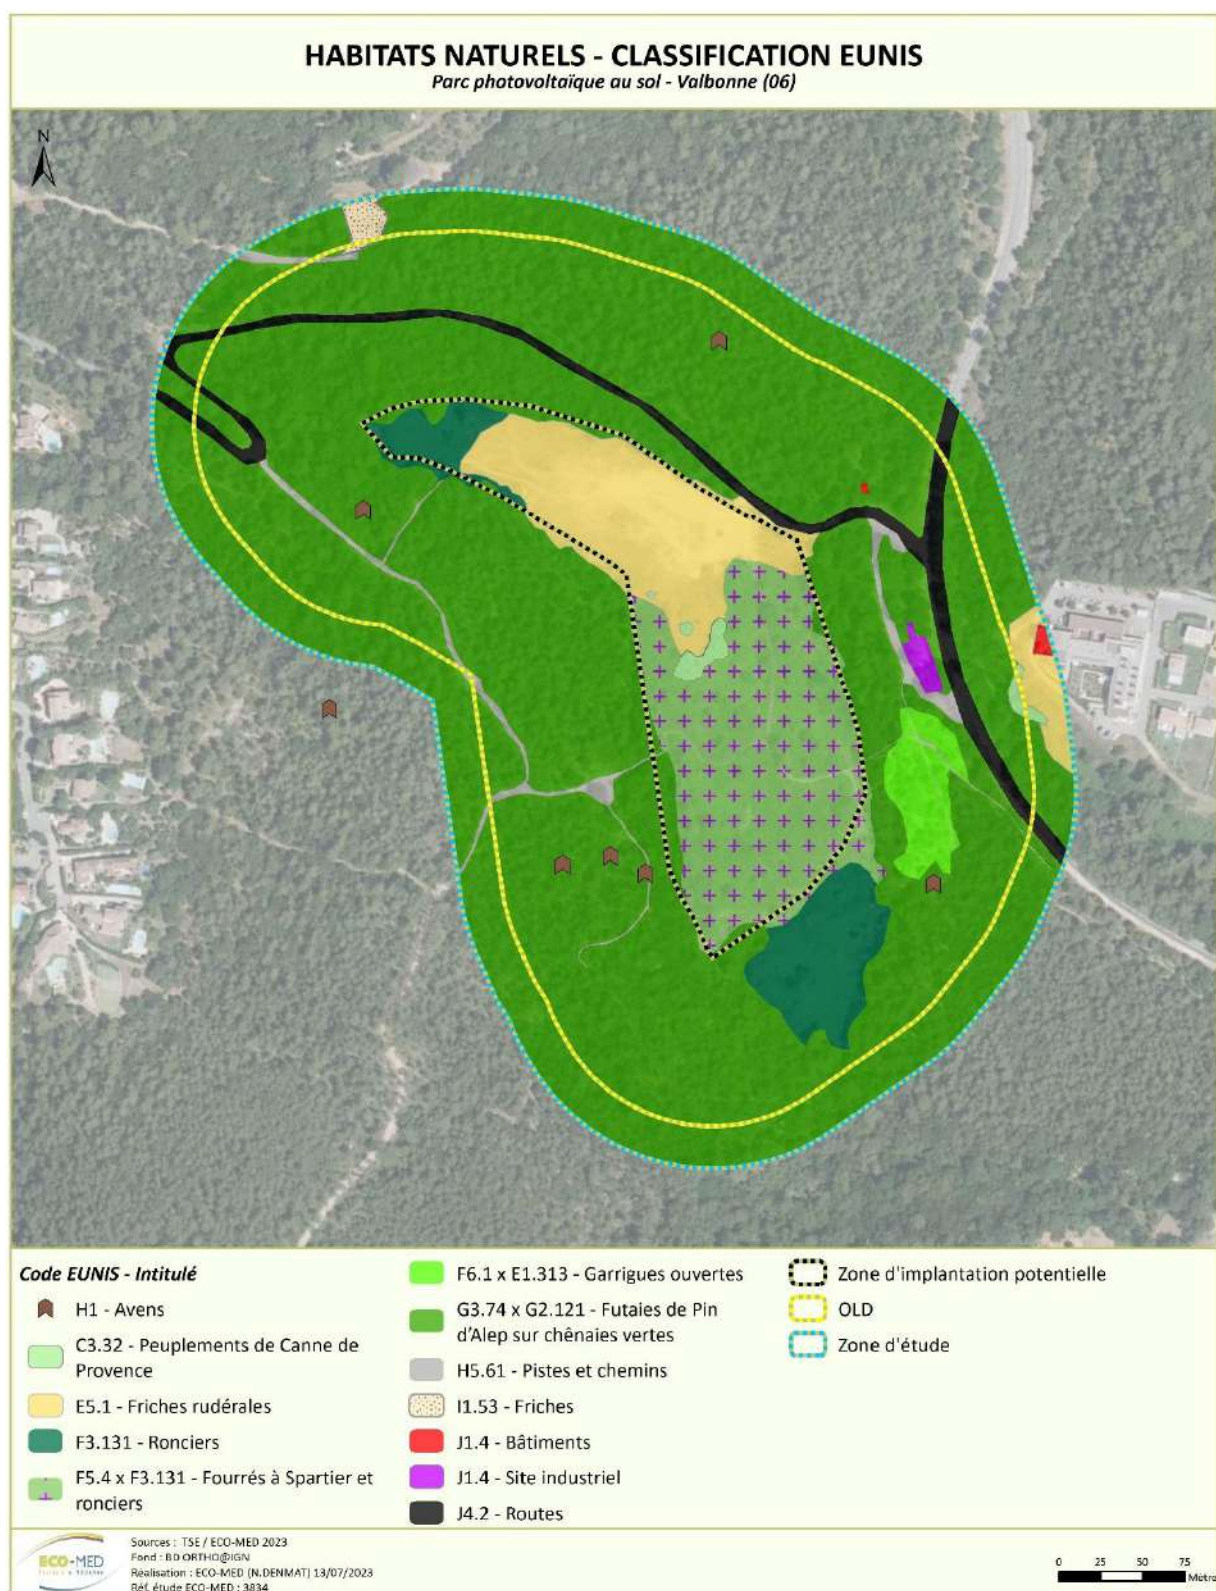 HABITATS NATURELS - CLASSIFICATION EUNIS
Parc photovoltaïque au sol - Valbonne (06)
N
Code EUNIS - Intitulé
H1 - Avens
C3.32 - Peuplements de Canne de
Provence
E5.1 - Friches rudérales
F3.131 - Ronciers
F5.4 x F3.131 - Fourrés à Spartier et
ronciers
F6.1 x E1.313 - Garrigues ouvertes
G3.74 x G2.121 - Futaies de Pin
d'Alep sur chênaies vertes
H5.61 - Pistes et chemins
I1.53 - Friches
J1.4 - Bâtiments
J1.4 - Site industriel
J4.2 - Routes
Zone d'implantation potentielle
OLD
Zone d'étude
ECO-MED
Sources : TSE / ECO-MED 2023
Fond : BD ORTHO®IGN
Réalisation : ECO-MED (N.DENMAT) 13/07/2023
Réf. étude ECO-MED : 3834
0 25 50 75
Mètre